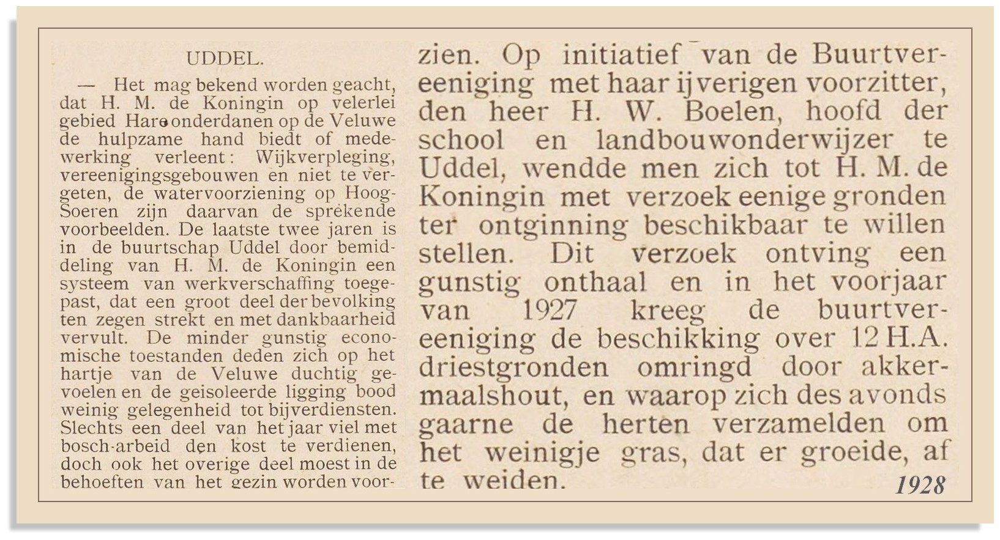 UDDEL.
— Het mag bekend worden geacht,
dat H. M. de Koningin op velerlei
gebied Hare onderdanen op de Veluwe
de hulpzame hand biedt of mede-
werking verleent: Wijkverpleging,
vereenigingsgebouwen en niet te ver-
geten, de watervoorziening op Hoog-
Soeren zijn daarvan de sprekende
voorbeelden. De laatste twee jaren is
in de buurtschap Uddel door bemid-
deling van H. M. de Koningin een
systeem van werkverschaffing toege-
past, dat een groot deel der bevolking
ten zegen strekt en met dankbaarheid
vervult. De minder gunstig econo-
mische toestanden deden zich op het
hartje van de Veluwe duchtig ge-
voelen en de geisoleerde ligging bood
weinig gelegenheid tot bijverdiensten.
Slechts een deel van het jaar viel met
bosch-arbeid den kost te verdienen,
doch ook het overige deel moest in de
behoeften van het gezin worden voor-
zien. Op initiatief van de Buurtver-
eeniging met haar ijverigen voorzitter,
den heer H. W. Boelen, hoofd der
school en landbouwonderwijzer te
Uddel, wendde men zich tot H. M. de
Koningin met verzoek eenige gronden
ter ontginning beschikbaar te willen
stellen. Dit verzoek ontving een
gunstig onthaal en in het voorjaar
van 1927 kreeg de buurtver-
eeniging de beschikking over 12 H.A.
driestgronden omringd door akker-
maalshout, en waarop zich des avonds
gaarne de herten verzamelden om
het weinigje gras, dat er groeide, af
te weiden.
1928